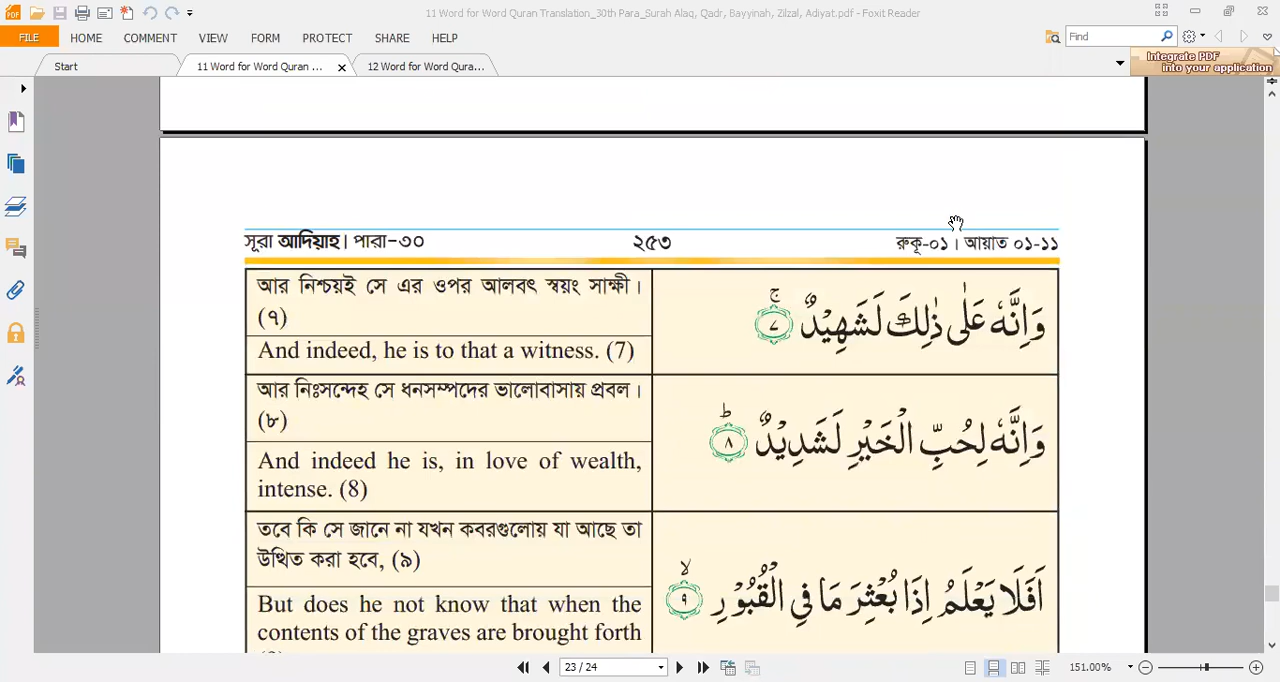 11 Word for Word Quran Translation_30th Para_Surah Alaq, Qadr, Bayyinah, Zilzal, Adiyat.pdf - Foxit Reader
FILE HOME COMMENT VIEW FORM PROTECT SHARE HELP
Find
Integrate PDF
into your application
Start
11 Word for Word Quran ...
12 Word for Word Qura...
সূরা আদিয়াহ। পারা-৩০
২৫৩
রুকূ-০১। আয়াত ০১-১১
আর নিশ্চয়ই সে এর ওপর আলবৎ স্বয়ং সাক্ষী।
(৭)
And indeed, he is to that a witness. (7)
وَاِنَّهٗ عَلٰى ذٰلِكَ لَشَهِيْدٌ ۚ ٧
আর নিঃসন্দেহ সে ধনসম্পদের ভালোবাসায় প্রবল।
(৮)
And indeed he is, in love of wealth,
intense. (8)
وَاِنَّهٗ لِحُبِّ الْخَيْرِ لَشَدِيْدٌ ؕ ٨
তবে কি সে জানে না যখন কবরগুলোয় যা আছে তা
উত্থিত করা হবে, (৯)
But does he not know that when the
contents of the graves are brought forth
اَفَلَا يَعْلَمُ اِذَا بُعْثِرَ مَا فِي الْقُبُوْرِ ۙ ٩
23 / 24
151.00%